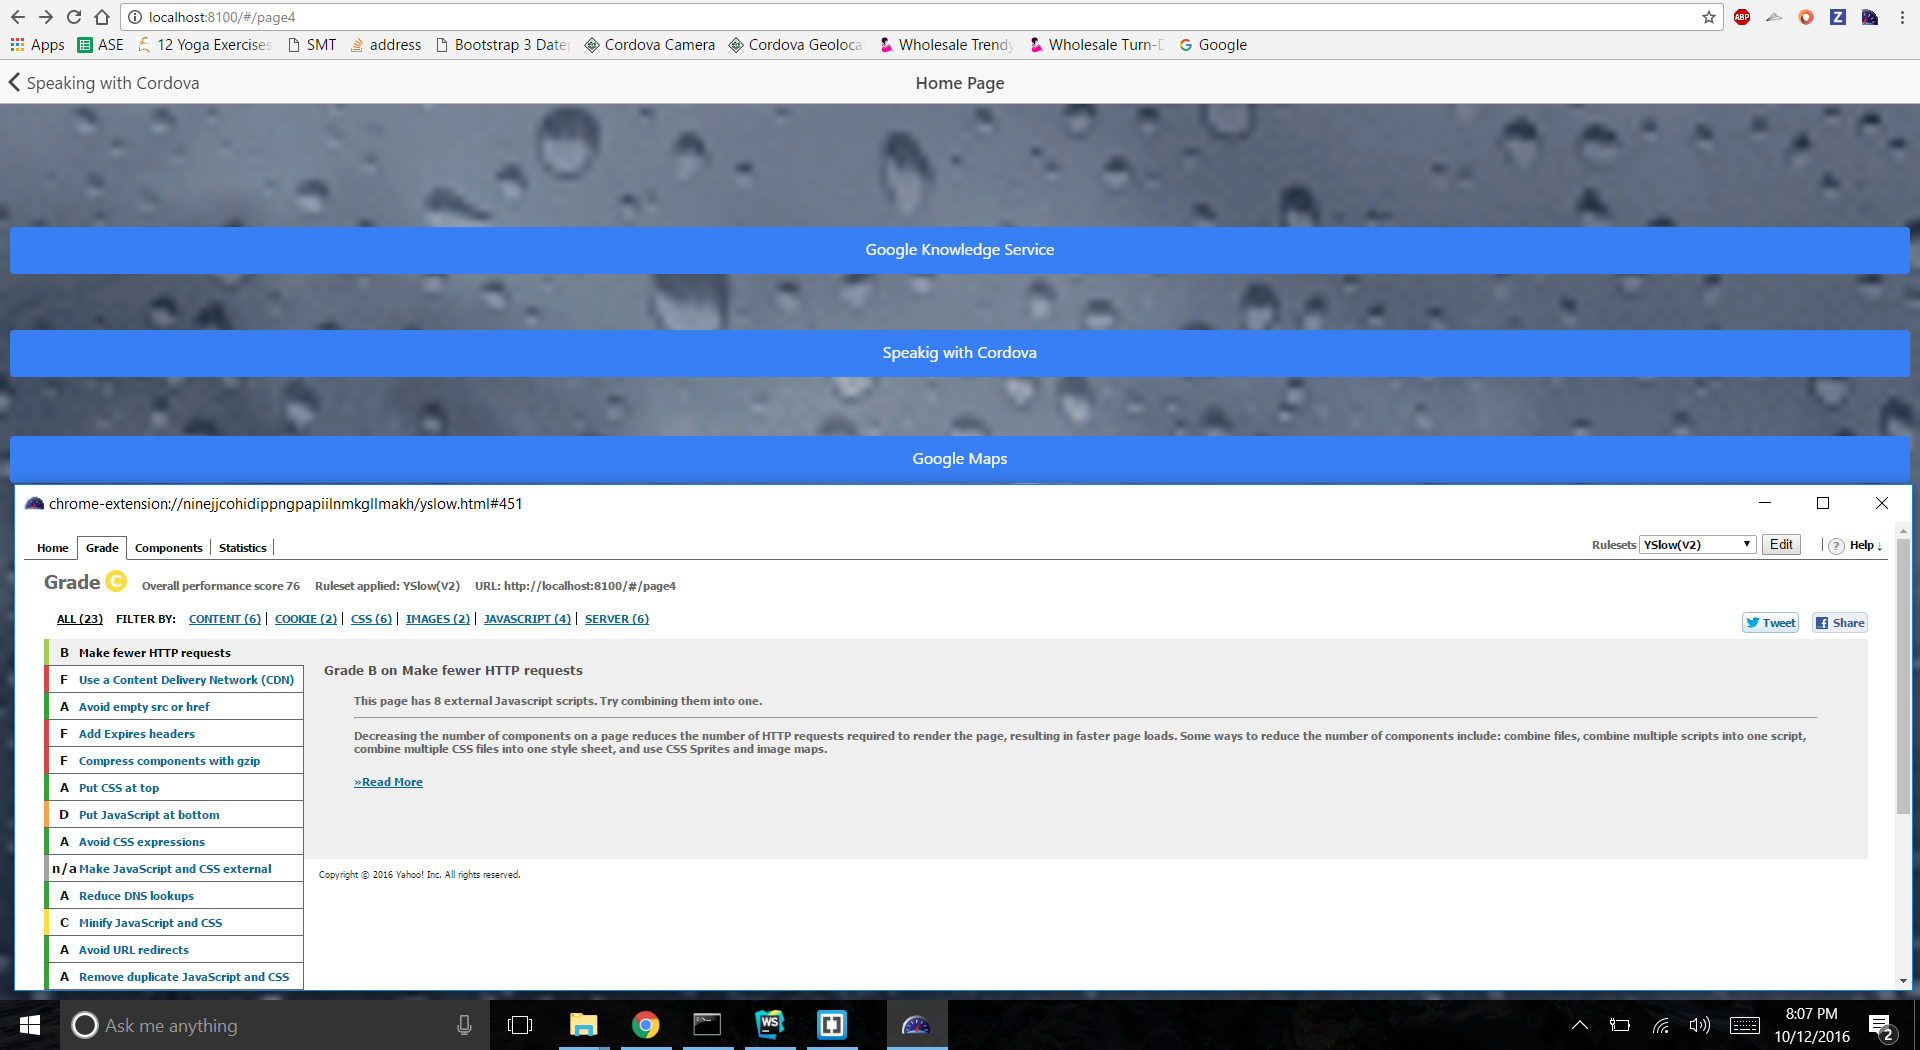 localhost:8100/#/page4
ABP
Z
Apps ASE 12 Yoga Exercises SMT address Bootstrap 3 Date Cordova Camera Cordova Geoloca Wholesale Trendy Wholesale Turn- Google
Speaking with Cordova
Home Page
Google Knowledge Service
Speakig with Cordova
Google Maps
chrome-extension://ninejjcohidippngpapiilnmkgllmakh/yslow.html#451
Home Grade Components Statistics
Rulesets YSlow(V2) Edit ? Help ↓
Grade C Overall performance score 76 Ruleset applied: YSlow(V2) URL: http://localhost:8100/#/page4
ALL (23) FILTER BY: CONTENT (6) COOKIE (2) CSS (6) IMAGES (2) JAVASCRIPT (4) SERVER (6)
Tweet Share
B Make fewer HTTP requests
F Use a Content Delivery Network (CDN)
A Avoid empty src or href
F Add Expires headers
F Compress components with gzip
A Put CSS at top
D Put JavaScript at bottom
A Avoid CSS expressions
n/a Make JavaScript and CSS external
A Reduce DNS lookups
C Minify JavaScript and CSS
A Avoid URL redirects
A Remove duplicate JavaScript and CSS
Grade B on Make fewer HTTP requests
This page has 8 external Javascript scripts. Try combining them into one.
Decreasing the number of components on a page reduces the number of HTTP requests required to render the page, resulting in faster page loads. Some ways to reduce the number of components include: combine files, combine multiple scripts into one script,
combine multiple CSS files into one style sheet, and use CSS Sprites and image maps.
»Read More
Copyright © 2016 Yahoo! Inc. All rights reserved.
Ask me anything
WS
8:07 PM
10/12/2016
2